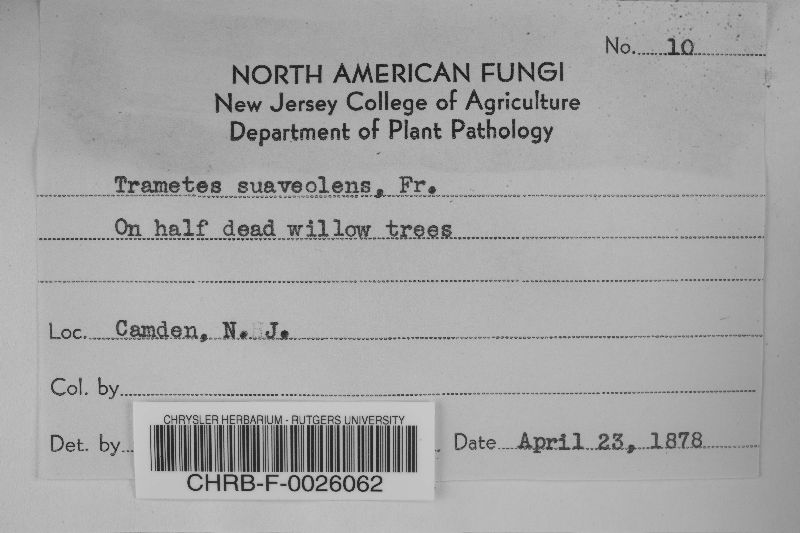 No. 10
NORTH AMERICAN FUNGI
New Jersey College of Agriculture
Department of Plant Pathology
Trametes suaveolens, Fr.
On half dead willow trees
Loc. Camden, N. J.
Col. by
Det. by
Date April 23, 1878
CHRYSLER HERBARIUM - RUTGERS UNIVERSITY
CHRB-F-0026062